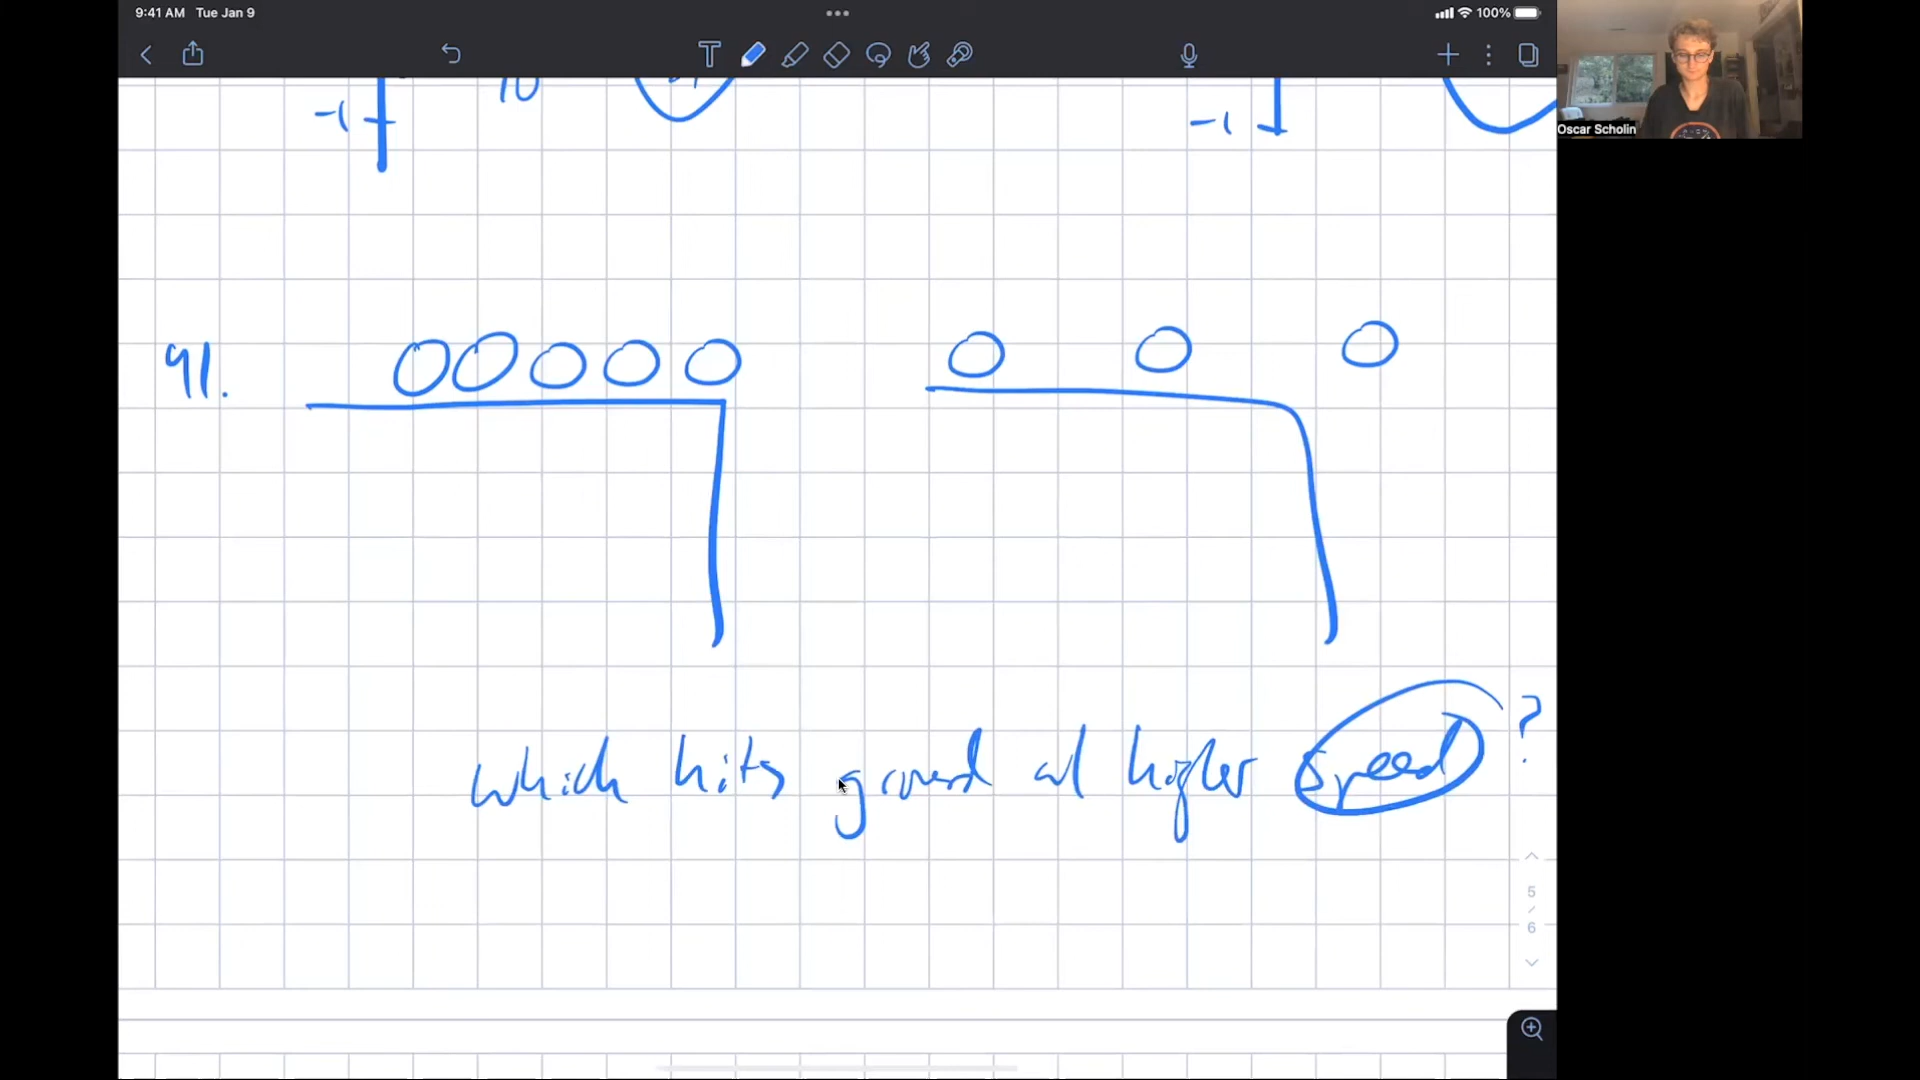 9:41 AM Tue Jan 9
100%
Oscar Scholin
-1
10
-1
91.
which hits ground w/ higher speed?
5
/
6